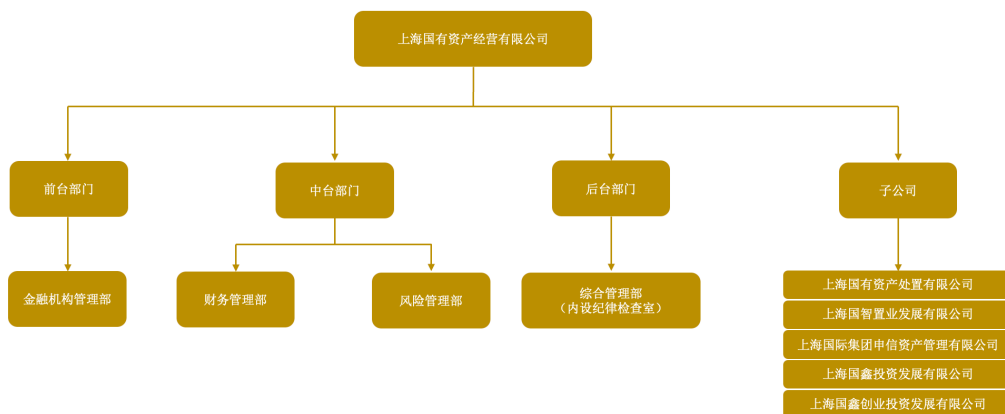 上海国有资产经营有限公司
前台部门
中台部门
后台部门
子公司
金融机构管理部
财务管理部
风险管理部
综合管理部
（内设纪律检查室）
上海国有资产处置有限公司
上海国智置业发展有限公司
上海国际集团申信资产管理有限公司
上海国鑫投资发展有限公司
上海国鑫创业投资发展有限公司